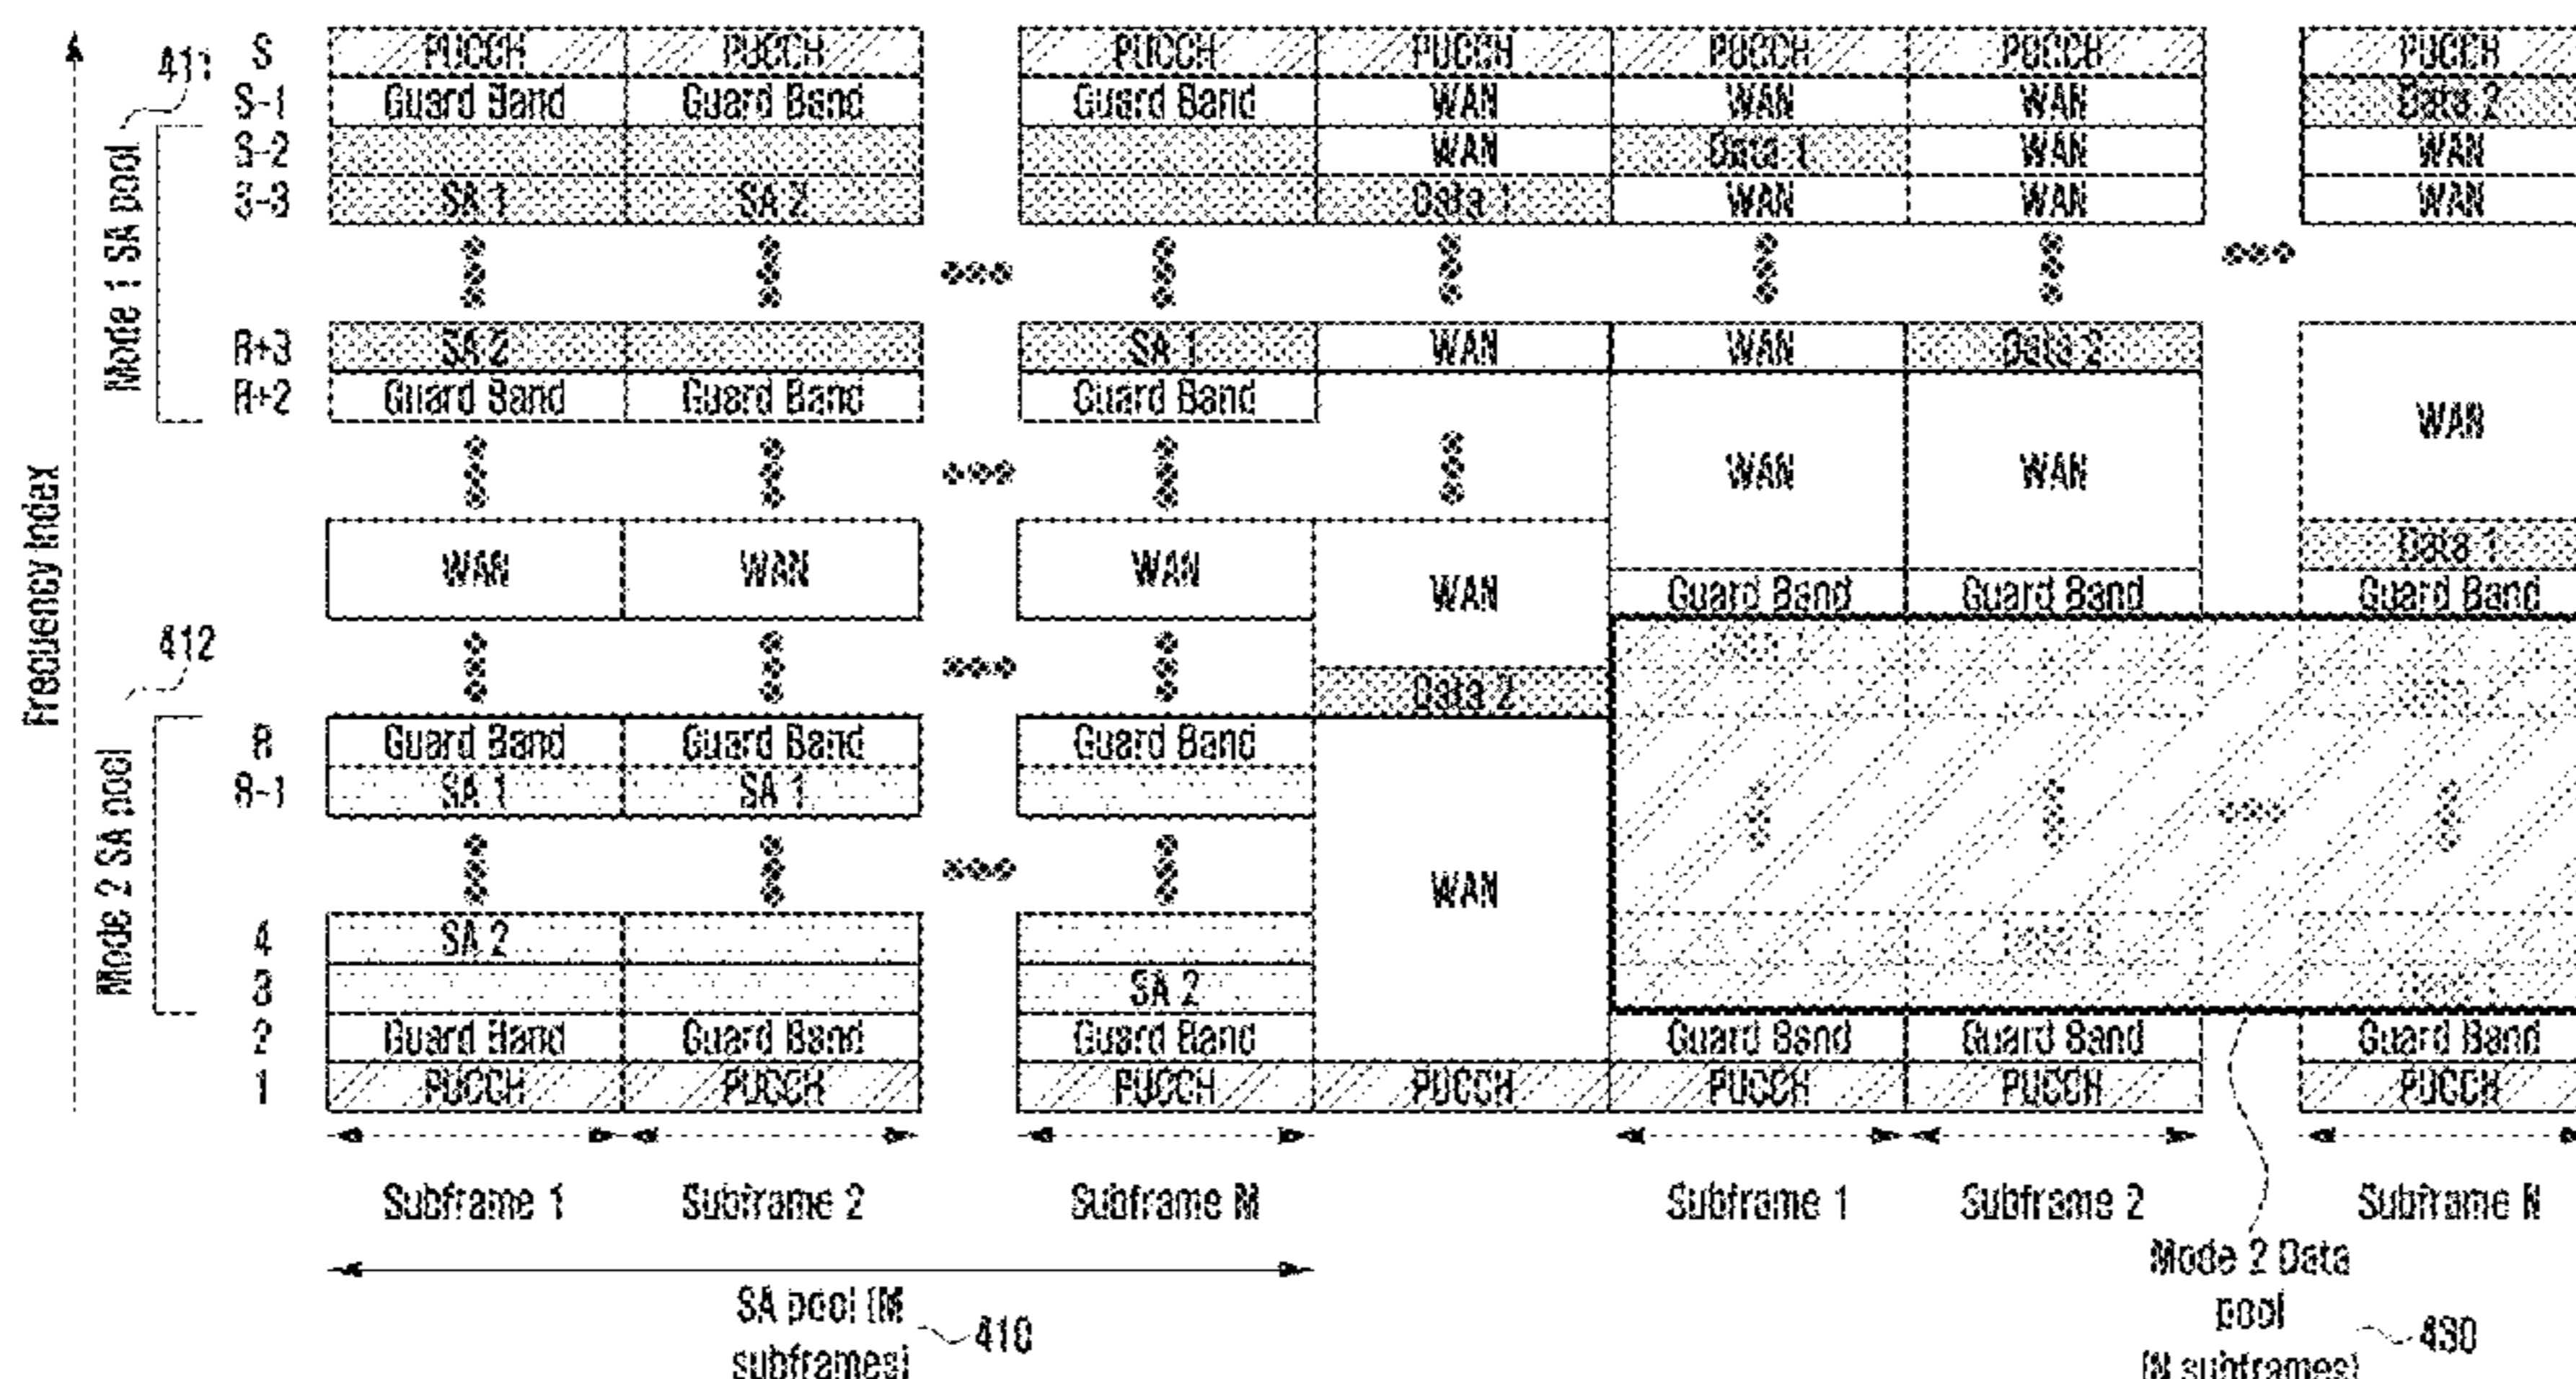 S PUCCH PUCCH PUCCH PUCCH PUCCH PUCCH PUCCH
411
S-1 Guard Band Guard Band Guard Band WAN WAN WAN Data 2
S-2 WAN Data 1 WAN WAN
S-3 SA 1 SA 2 Data 1 WAN WAN WAN
Mode 1 SA pool
R+3 SA 2 SA 1 WAN WAN Data 2
R+2 Guard Band Guard Band Guard Band
WAN WAN WAN
Frequency Index
WAN WAN WAN WAN
Data 1
Guard Band Guard Band Guard Band
412
Data 2
R Guard Band Guard Band Guard Band
R-1 SA 1 SA 1
Mode 2 SA pool
WAN
4 SA 2
3 SA 2
2 Guard Band Guard Band Guard Band Guard Band Guard Band Guard Band
1 PUCCH PUCCH PUCCH PUCCH PUCCH PUCCH PUCCH
Subframe 1 Subframe 2 Subframe M Subframe 1 Subframe 2 Subframe N
SA pool (M
subframes)
410
Mode 2 Data
pool
(N subframes)
430